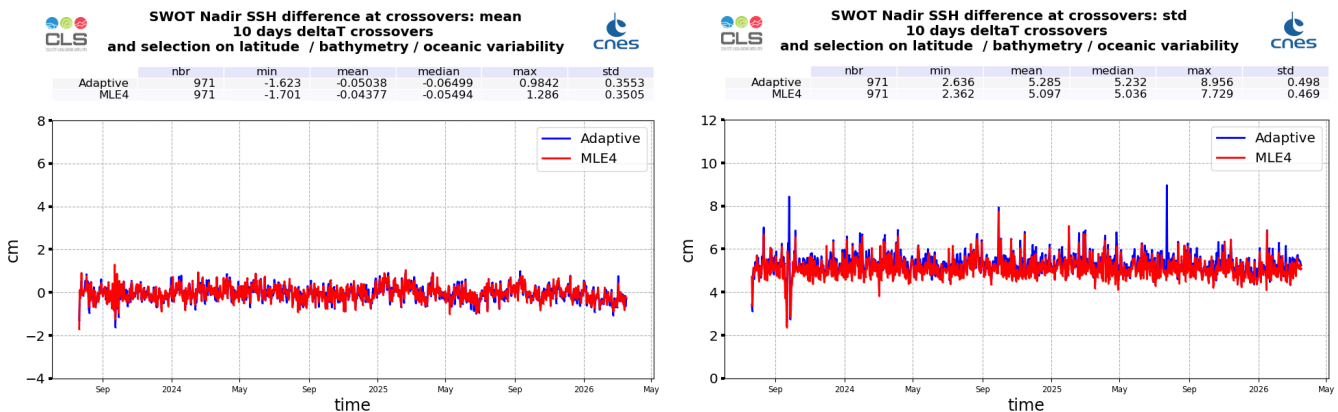 SWOT Nadir SSH difference at crossovers: mean
10 days deltaT crossovers
and selection on latitude / bathymetry / oceanic variability
CLS
cnes
nbr min mean median max std
Adaptive 971 -1.623 -0.05038 -0.06499 0.9842 0.3553
MLE4 971 -1.701 -0.04377 -0.05494 1.286 0.3505
8
6
4
2
0
−2
−4
cm
Adaptive
MLE4
Sep 2024 May Sep 2025 May Sep 2026 May
time
SWOT Nadir SSH difference at crossovers: std
10 days deltaT crossovers
and selection on latitude / bathymetry / oceanic variability
CLS
cnes
nbr min mean median max std
Adaptive 971 2.636 5.285 5.232 8.956 0.498
MLE4 971 2.362 5.097 5.036 7.729 0.469
12
10
8
6
4
2
0
cm
Adaptive
MLE4
Sep 2024 May Sep 2025 May Sep 2026 May
time